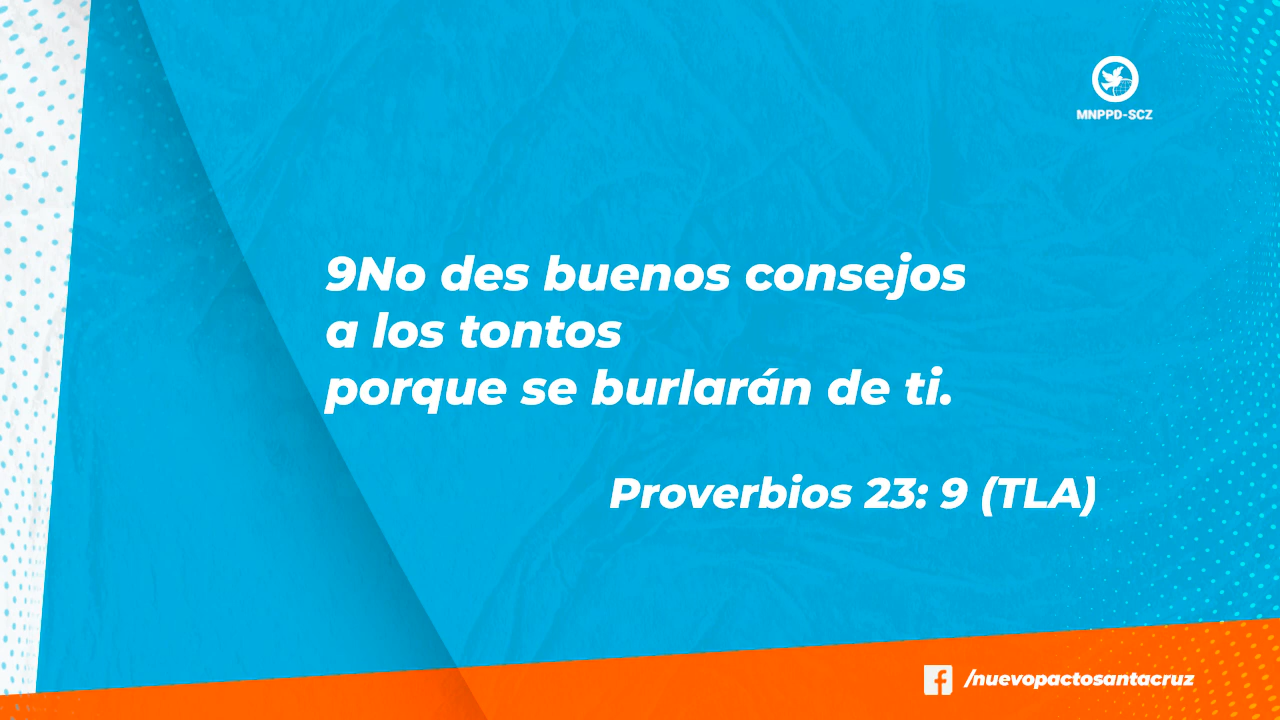 MNPPD-SCZ
9No des buenos consejos
a los tontos
porque se burlarán de ti.
Proverbios 23: 9 (TLA)
/nuevopactosantacruz